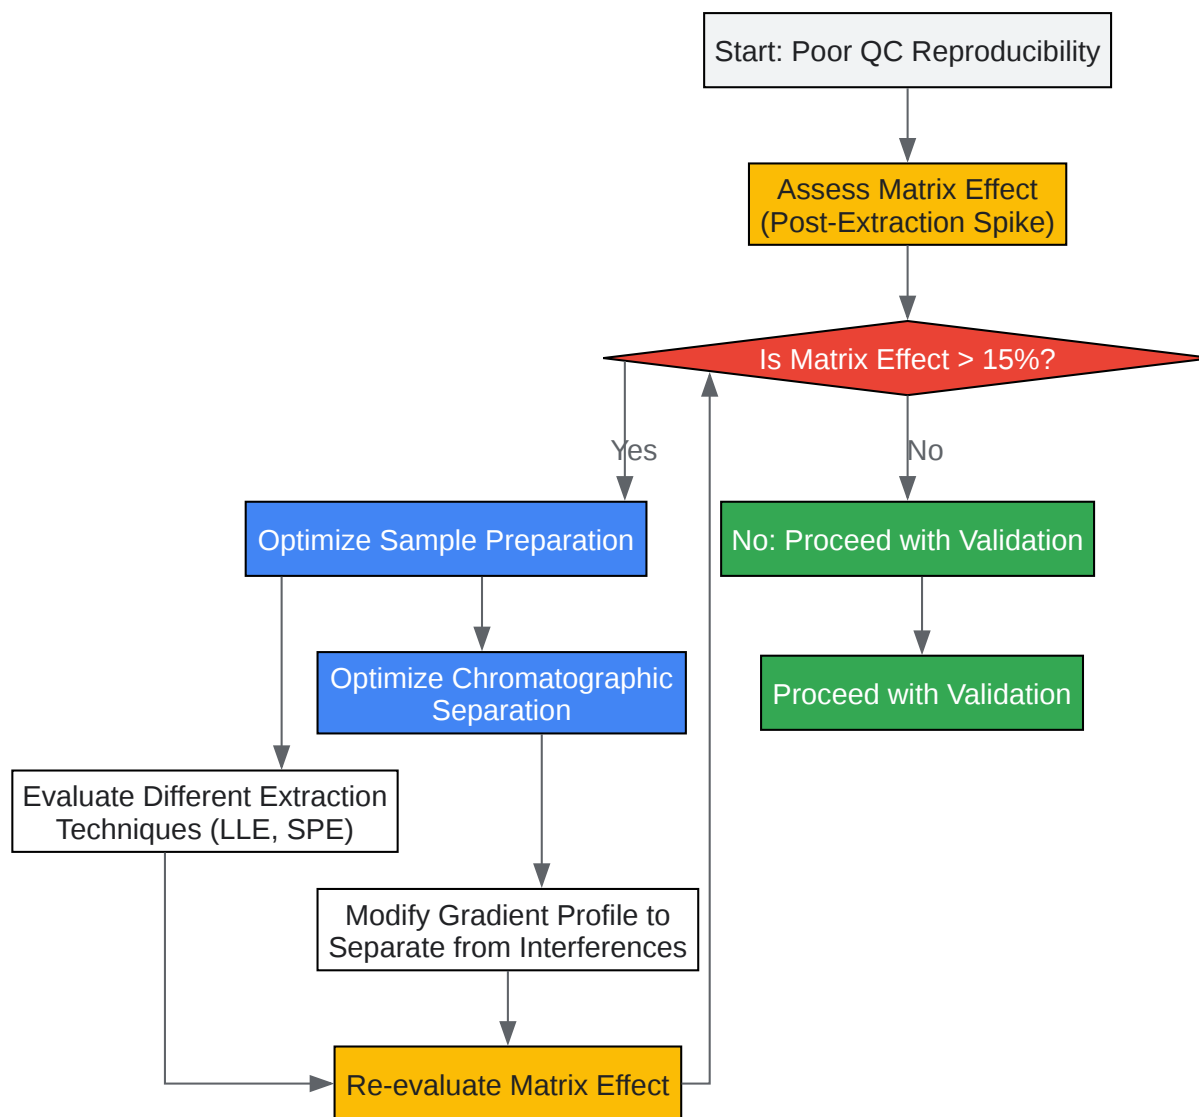 Start: Poor QC Reproducibility
Assess Matrix Effect
(Post-Extraction Spike)
Is Matrix Effect > 15%?
Yes
No
Optimize Sample Preparation
No: Proceed with Validation
Optimize Chromatographic
Separation
Proceed with Validation
Evaluate Different Extraction
Techniques (LLE, SPE)
Modify Gradient Profile to
Separate from Interferences
Re-evaluate Matrix Effect